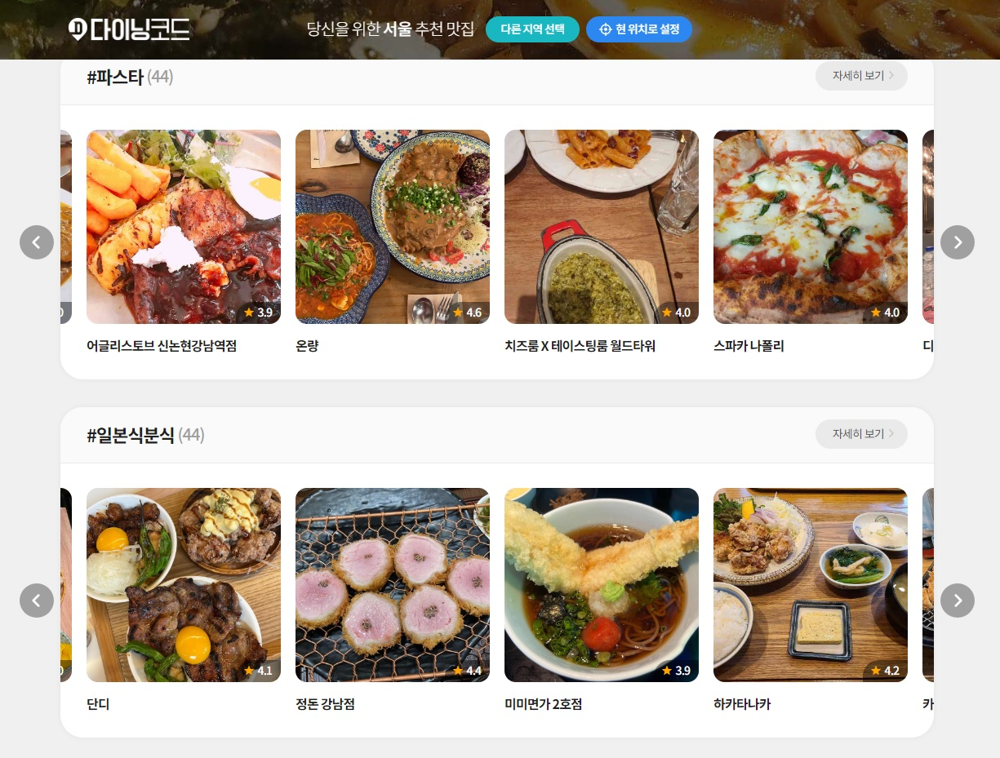 다이닝코드
당신을 위한 서울 추천 맛집
다른 지역 선택
현 위치로 설정
#파스타 (44)
자세히 보기
3.9
4.6
4.0
4.0
어글리스토브 신논현강남역점
온량
치즈룸 X 테이스팅룸 월드타워
스파카 나폴리
디
#일본식분식 (44)
자세히 보기
4.1
4.4
3.9
4.2
단디
정돈 강남점
미미면가 2호점
하카타나카
카